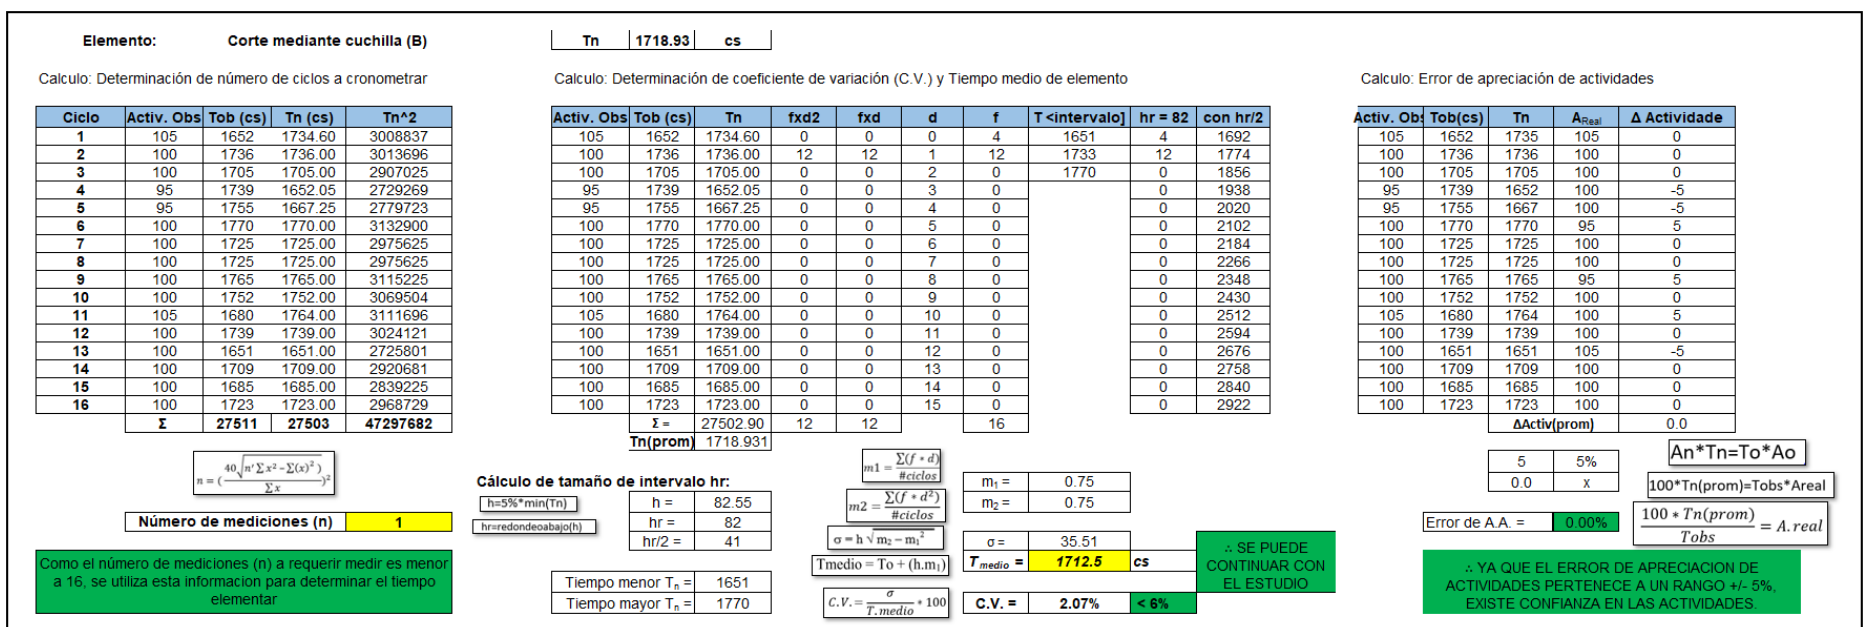 Elemento: Corte mediante cuchilla (B) Tn 1718.93 cs
Calculo: Determinación de número de ciclos a cronometrar
Ciclo Activ. Obs Tob (cs) Tn (cs) Tn^2
1 105 1652 1734.60 3008837
2 100 1736 1736.00 3013696
3 100 1705 1705.00 2907025
4 95 1739 1652.05 2729269
5 95 1755 1667.25 2779723
6 100 1770 1770.00 3132900
7 100 1725 1725.00 2975625
8 100 1725 1725.00 2975625
9 100 1765 1765.00 3115225
10 100 1752 1752.00 3069504
11 105 1680 1764.00 3111696
12 100 1739 1739.00 3024121
13 100 1651 1651.00 2725801
14 100 1709 1709.00 2920681
15 100 1685 1685.00 2839225
16 100 1723 1723.00 2968729
Σ 27511 27503 47297682
n = (40√(n'Σx² − Σ(x)²) / Σx)²
Número de mediciones (n) 1
Como el número de mediciones (n) a requerir medir es menor
a 16, se utiliza esta informacion para determinar el tiempo
elementar
Calculo: Determinación de coeficiente de variación (C.V.) y Tiempo medio de elemento
Activ. Obs Tob (cs) Tn fxd2 fxd d f T <intervalo] hr = 82 con hr/2
105 1652 1734.60 0 0 0 4 1651 4 1692
100 1736 1736.00 12 12 1 12 1733 12 1774
100 1705 1705.00 0 0 2 0 1770 0 1856
95 1739 1652.05 0 0 3 0 0 1938
95 1755 1667.25 0 0 4 0 0 2020
100 1770 1770.00 0 0 5 0 0 2102
100 1725 1725.00 0 0 6 0 0 2184
100 1725 1725.00 0 0 7 0 0 2266
100 1765 1765.00 0 0 8 0 0 2348
100 1752 1752.00 0 0 9 0 0 2430
105 1680 1764.00 0 0 10 0 0 2512
100 1739 1739.00 0 0 11 0 0 2594
100 1651 1651.00 0 0 12 0 0 2676
100 1709 1709.00 0 0 13 0 0 2758
100 1685 1685.00 0 0 14 0 0 2840
100 1723 1723.00 0 0 15 0 0 2922
Σ = 27502.90 12 12 16
Tn(prom) 1718.931
Cálculo de tamaño de intervalo hr:
h=5%*min(Tn) h = 82.55
hr=redondeoabajo(h) hr = 82
hr/2 = 41
Tiempo menor Tn = 1651
Tiempo mayor Tn = 1770
m1 = Σ(f * d) / #ciclos
m2 = Σ(f * d²) / #ciclos
σ = h √(m₂ − m₁²)
Tmedio = To + (h.m₁)
C.V. = σ / T.medio * 100
m₁ = 0.75
m₂ = 0.75
σ = 35.51
T medio = 1712.5 cs
C.V. = 2.07% < 6%
∴ SE PUEDE
CONTINUAR CON
EL ESTUDIO
Calculo: Error de apreciación de actividades
Activ. Obs Tob(cs) Tn AReal Δ Actividade
105 1652 1735 105 0
100 1736 1736 100 0
100 1705 1705 100 0
95 1739 1652 100 -5
95 1755 1667 100 -5
100 1770 1770 95 5
100 1725 1725 100 0
100 1725 1725 100 0
100 1765 1765 95 5
100 1752 1752 100 0
105 1680 1764 100 5
100 1739 1739 100 0
100 1651 1651 105 -5
100 1709 1709 100 0
100 1685 1685 100 0
100 1723 1723 100 0
ΔActiv(prom) 0.0
5 5%
0.0 x
Error de A.A. = 0.00%
An*Tn=To*Ao
100*Tn(prom)=Tobs*Areal
100 * Tn(prom) / Tobs = A.real
∴ YA QUE EL ERROR DE APRECIACION DE
ACTIVIDADES PERTENECE A UN RANGO +/- 5%,
EXISTE CONFIANZA EN LAS ACTIVIDADES.